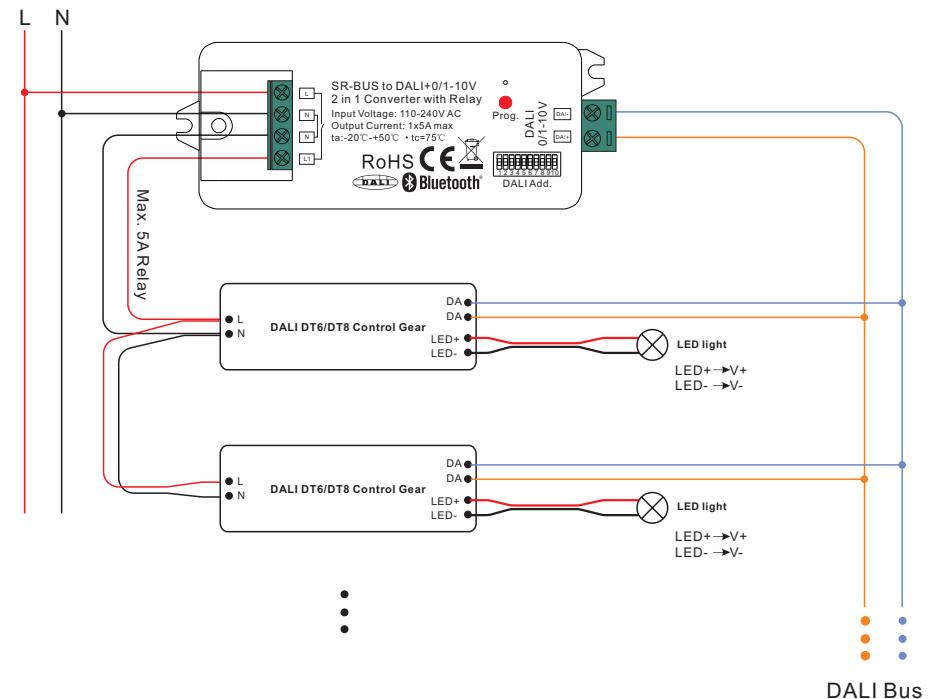 L N
SR-BUS to DALI+0/1-10V
2 in 1 Converter with Relay
Input Voltage: 110-240V AC
Output Current: 1x5A max
ta:-20℃-+50℃ • tc=75℃
L
N
N
L1
RoHS CE
DALI Bluetooth®
Prog.
DALI
0/1-10V
DA/-
DA/+
1 2 3 4 5 6 7 8 9 10
DALI Add.
Max. 5A Relay
L
N
DALI DT6/DT8 Control Gear
DA
DA
LED+
LED-
LED light
LED+→V+
LED- →V-
L
N
DALI DT6/DT8 Control Gear
DA
DA
LED+
LED-
LED light
LED+→V+
LED- →V-
DALI Bus